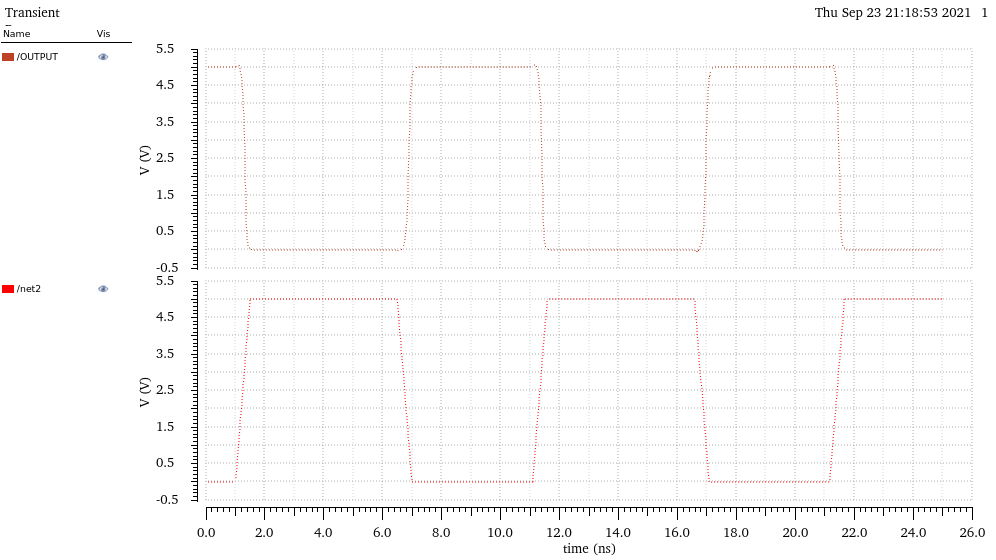 Transient
Thu Sep 23 21:18:53 2021 1
Name Vis
/OUTPUT
5.5
4.5
3.5
2.5
1.5
0.5
-0.5
V (V)
/net2
5.5
4.5
3.5
2.5
1.5
0.5
-0.5
V (V)
0.0 2.0 4.0 6.0 8.0 10.0 12.0 14.0 16.0 18.0 20.0 22.0 24.0 26.0
time (ns)